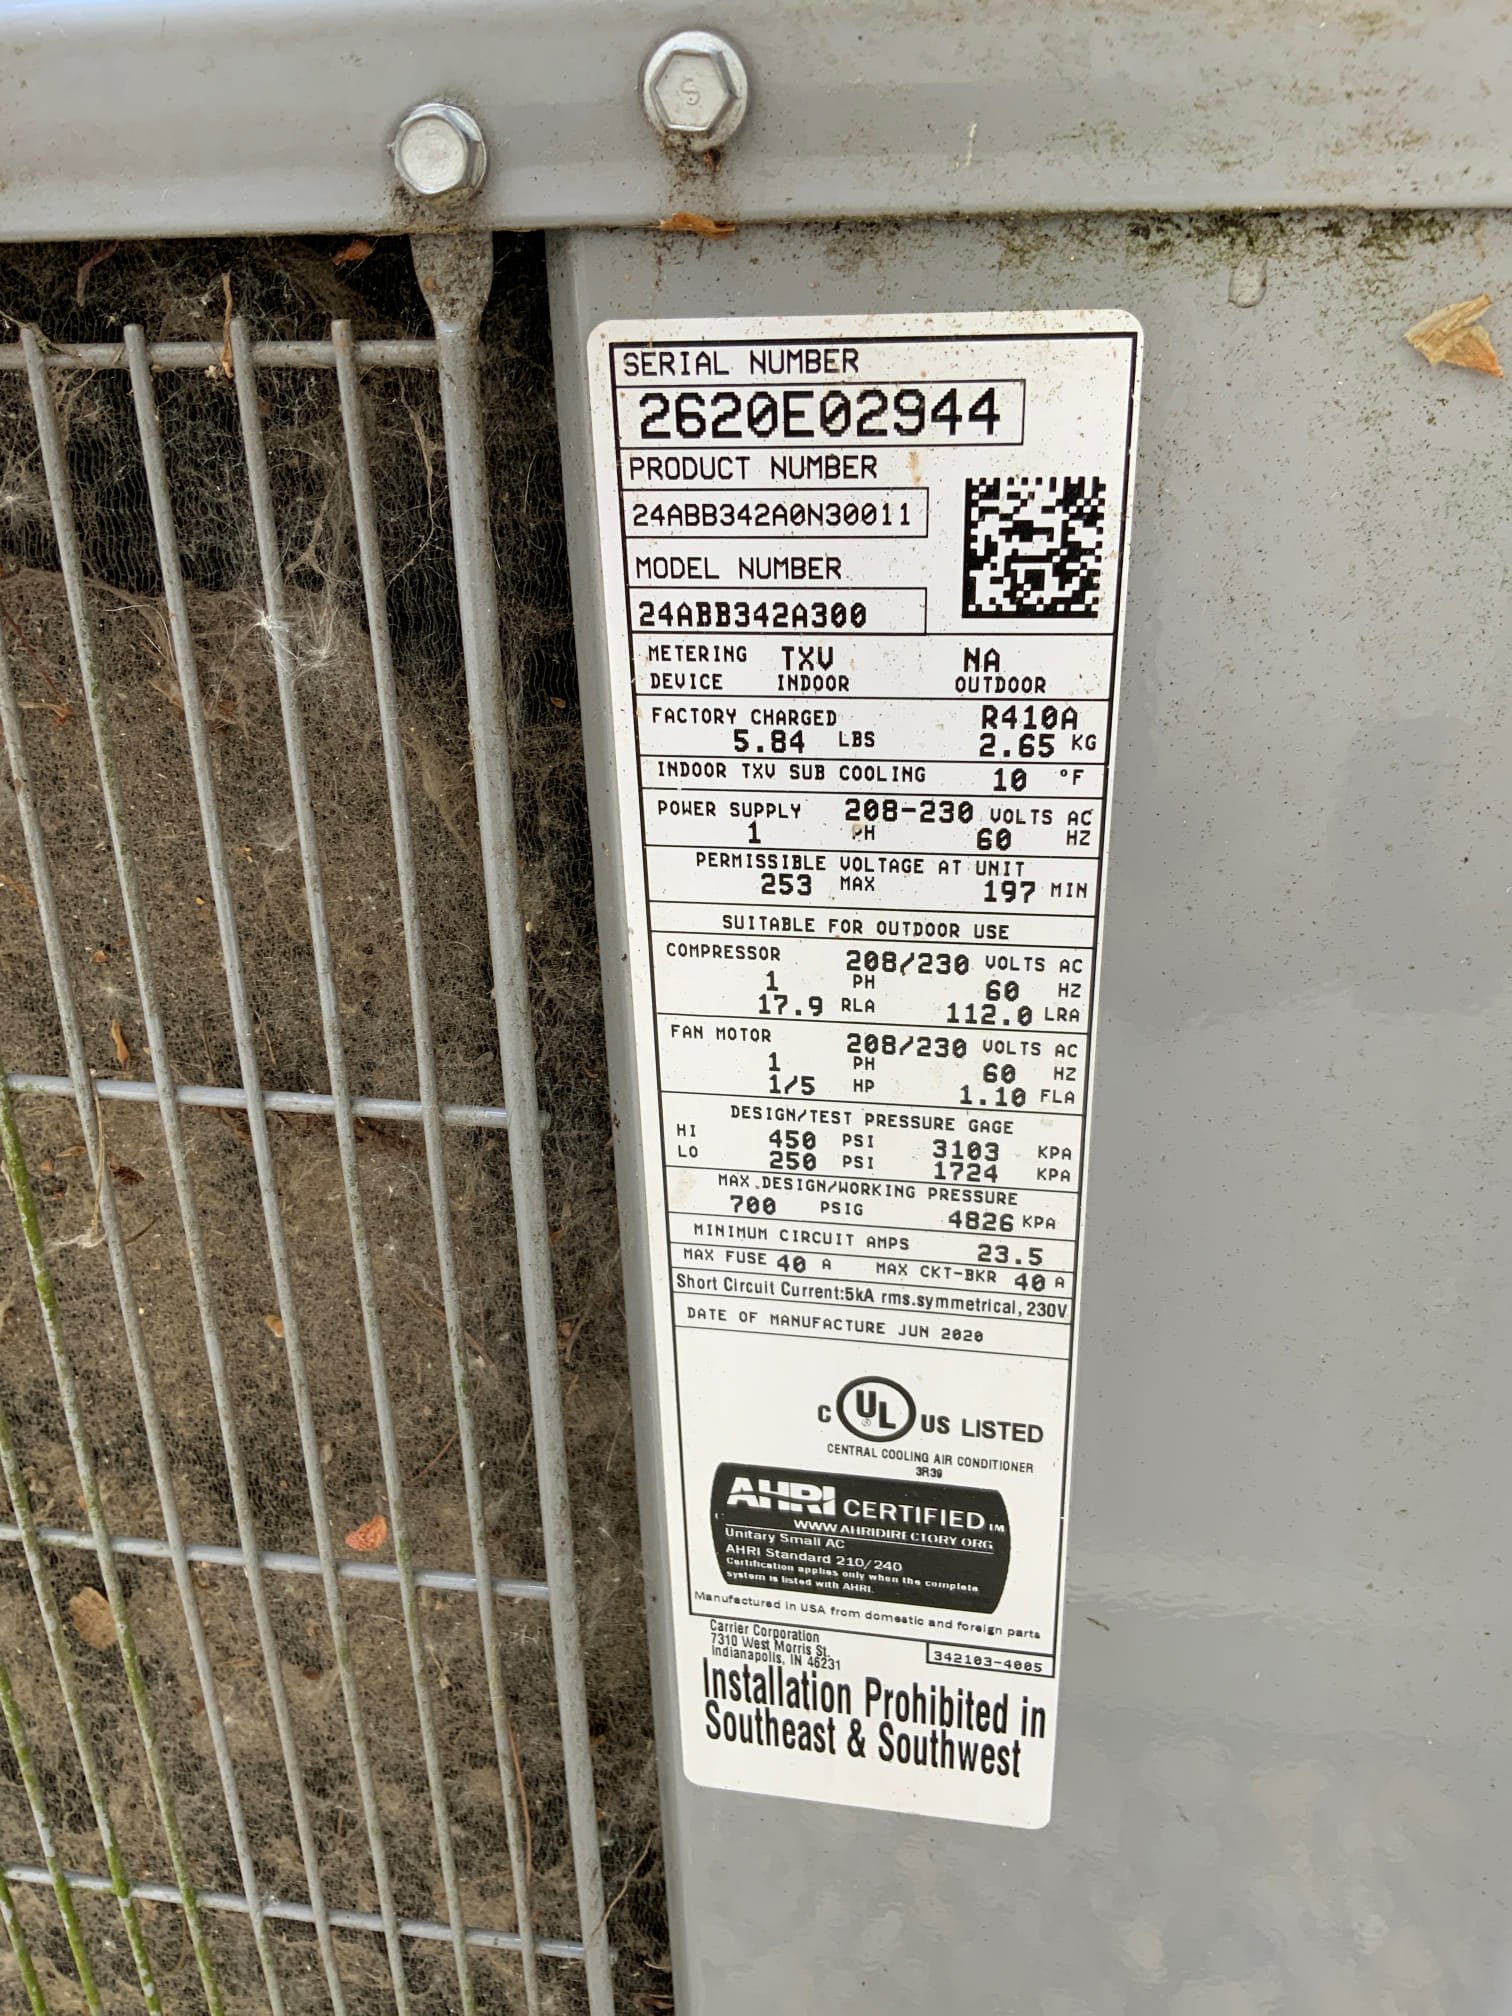 S
SERIAL NUMBER
2620E02944
PRODUCT NUMBER
24ABB342A0N30011
MODEL NUMBER
24ABB342A300
METERING TXV NA
DEVICE INDOOR OUTDOOR
FACTORY CHARGED R410A
5.84 LBS 2.65 KG
INDOOR TXV SUB COOLING 10 °F
POWER SUPPLY 208-230 VOLTS AC
1 PH 60 HZ
PERMISSIBLE VOLTAGE AT UNIT
253 MAX 197 MIN
SUITABLE FOR OUTDOOR USE
COMPRESSOR 208/230 VOLTS AC
1 PH 60 HZ
17.9 RLA 112.0 LRA
FAN MOTOR 208/230 VOLTS AC
1 PH 60 HZ
1/5 HP 1.10 FLA
DESIGN/TEST PRESSURE GAGE
HI 450 PSI 3103 KPA
LO 250 PSI 1724 KPA
MAX.DESIGN/WORKING PRESSURE
700 PSIG 4826 KPA
MINIMUM CIRCUIT AMPS 23.5
MAX FUSE 40 A MAX CKT-BKR 40 A
Short Circuit Current:5kA rms.symmetrical, 230V
DATE OF MANUFACTURE JUN 2020
C UL US LISTED
CENTRAL COOLING AIR CONDITIONER
3R39
AHRI CERTIFIED TM
WWW.AHRIDIRECTORY.ORG
Unitary Small AC
AHRI Standard 210/240
Certification applies only when the complete
system is listed with AHRI.
Manufactured in USA from domestic and foreign parts
Carrier Corporation
7310 West Morris St.
Indianapolis, IN 46231
342103-4005
Installation Prohibited in
Southeast & Southwest